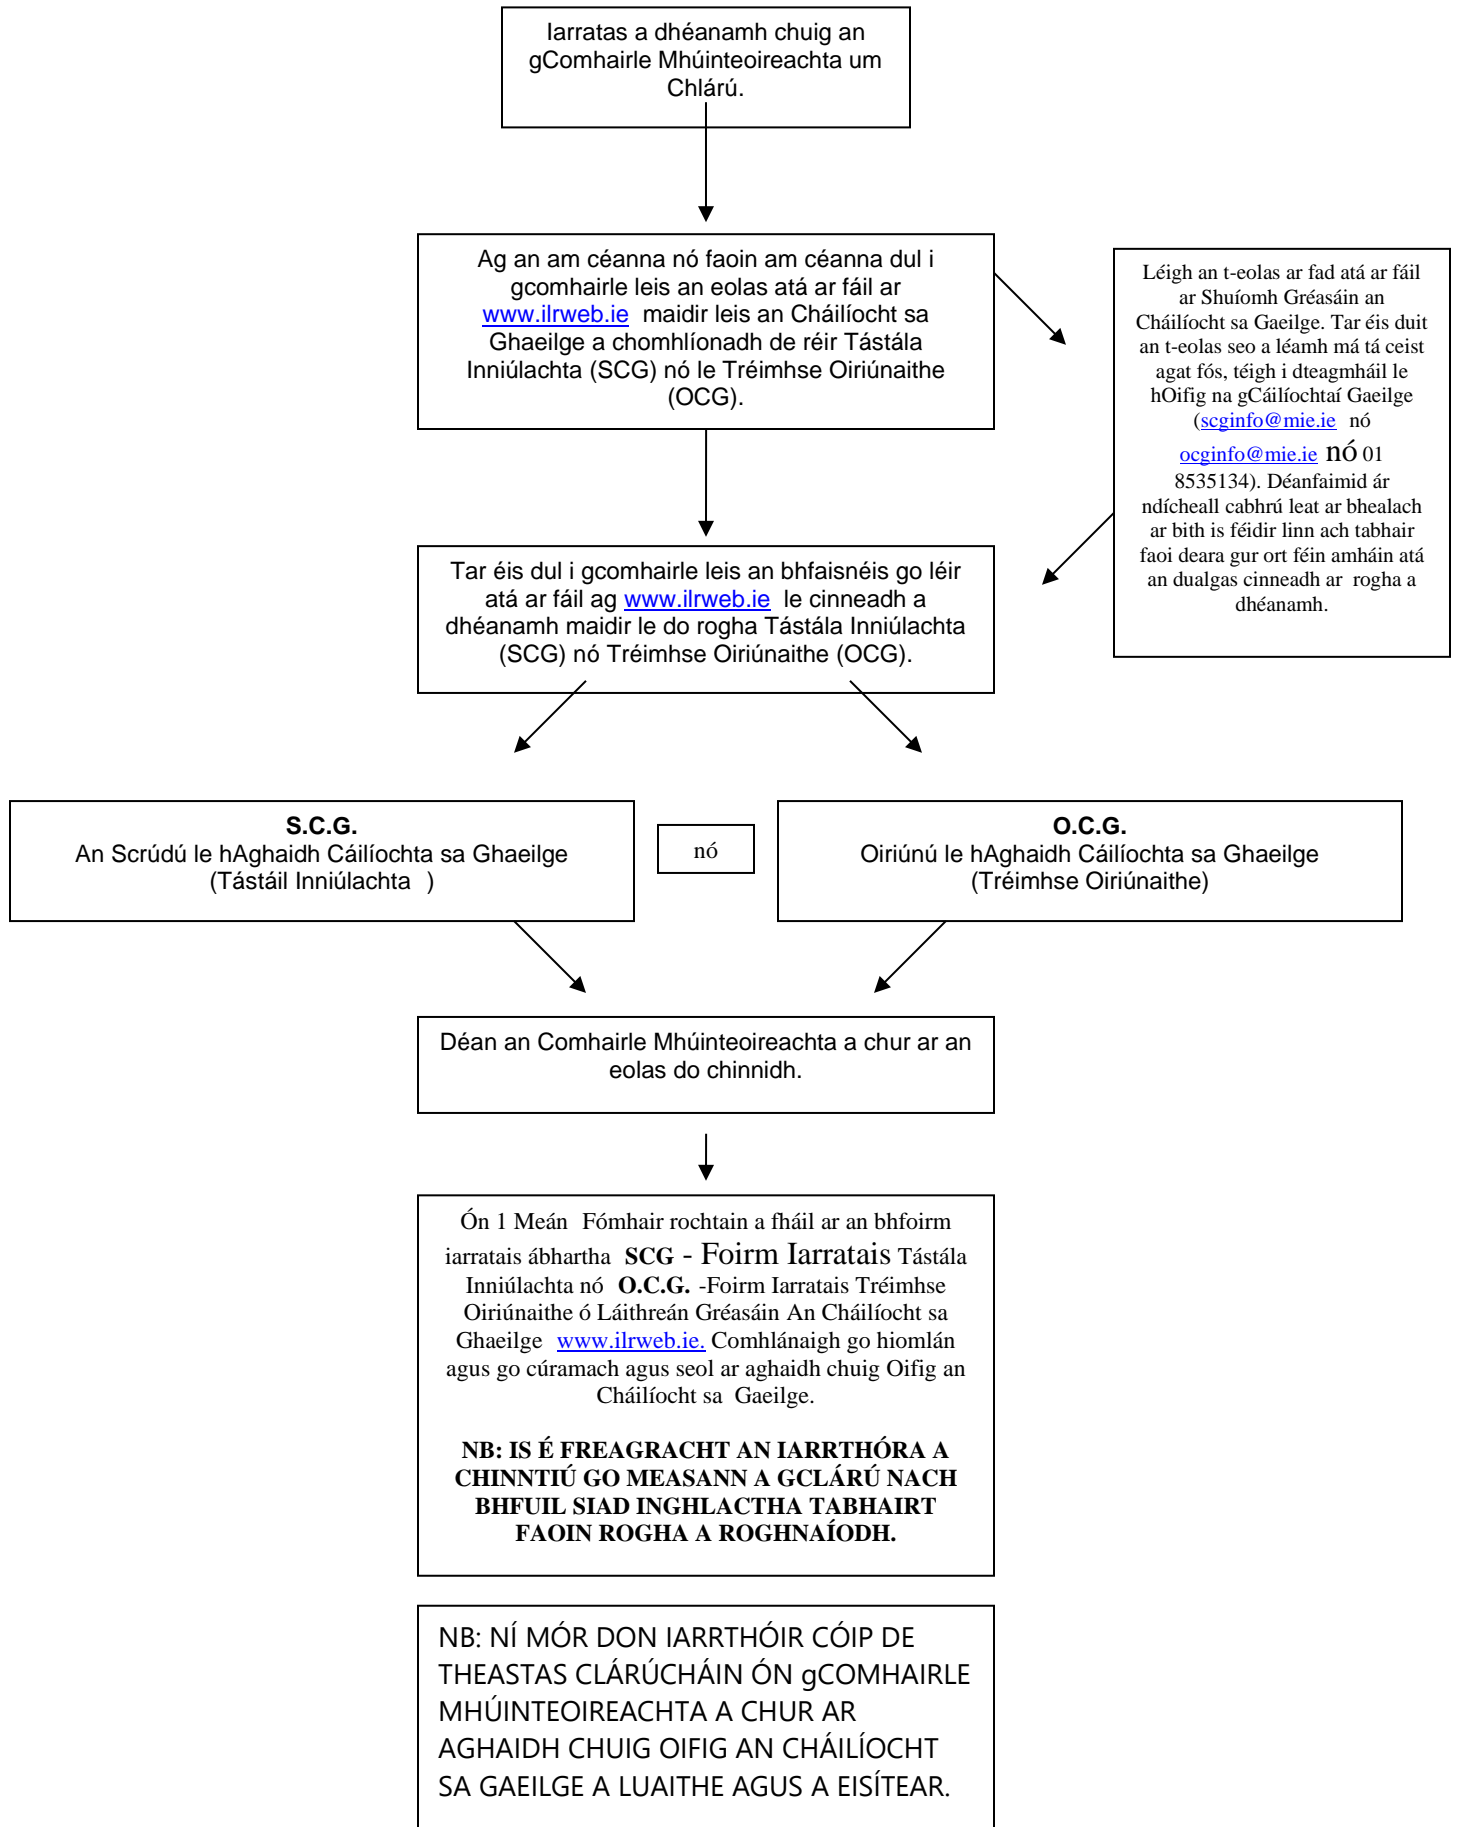 Iarratas a dhéanamh chuig an
gComhairle Mhúinteoireachta um
Chlárú.
Ag an am céanna nó faoin am céanna dul i
gcomhairle leis an eolas atá ar fáil ar
www.ilrweb.ie maidir leis an Cháilíocht sa
Ghaeilge a chomhlíonadh de réir Tástála
Inniúlachta (SCG) nó le Tréimhse Oiriúnaithe
(OCG).
Léigh an t-eolas ar fad atá ar fáil
ar Shuíomh Gréasáin an
Cháilíocht sa Gaeilge. Tar éis duit
an t-eolas seo a léamh má tá ceist
agat fós, téigh i dteagmháil le
hOifig na gCáilíochtaí Gaeilge
(scginfo@mie.ie nó
ocginfo@mie.ie nó 01
8535134). Déanfaimid ár
ndícheall cabhrú leat ar bhealach
ar bith is féidir linn ach tabhair
faoi deara gur ort féin amháin atá
an dualgas cinneadh ar rogha a
dhéanamh.
Tar éis dul i gcomhairle leis an bhfaisnéis go léir
atá ar fáil ag www.ilrweb.ie le cinneadh a
dhéanamh maidir le do rogha Tástála Inniúlachta
(SCG) nó Tréimhse Oiriúnaithe (OCG).
S.C.G.
An Scrúdú le hAghaidh Cáilíochta sa Ghaeilge
(Tástáil Inniúlachta )
nó
O.C.G.
Oiriúnú le hAghaidh Cáilíochta sa Ghaeilge
(Tréimhse Oiriúnaithe)
Déan an Comhairle Mhúinteoireachta a chur ar an
eolas do chinnidh.
Ón 1 Meán Fómhair rochtain a fháil ar an bhfoirm
iarratais ábhartha SCG - Foirm Iarratais Tástála
Inniúlachta nó O.C.G. -Foirm Iarratais Tréimhse
Oiriúnaithe ó Láithreán Gréasáin An Cháilíocht sa
Ghaeilge www.ilrweb.ie. Comhlánaigh go hiomlán
agus go cúramach agus seol ar aghaidh chuig Oifig an
Cháilíocht sa Gaeilge.
NB: IS É FREAGRACHT AN IARRTHÓRA A
CHINNTIÚ GO MEASANN A GCLÁRÚ NACH
BHFUIL SIAD INGHLACTHA TABHAIRT
FAOIN ROGHA A ROGHNAÍODH.
NB: NÍ MÓR DON IARRTHÓIR CÓIP DE
THEASTAS CLÁRÚCHÁIN ÓN gCOMHAIRLE
MHÚINTEOIREACHTA A CHUR AR
AGHAIDH CHUIG OIFIG AN CHÁILÍOCHT
SA GAEILGE A LUAITHE AGUS A EISÍTEAR.